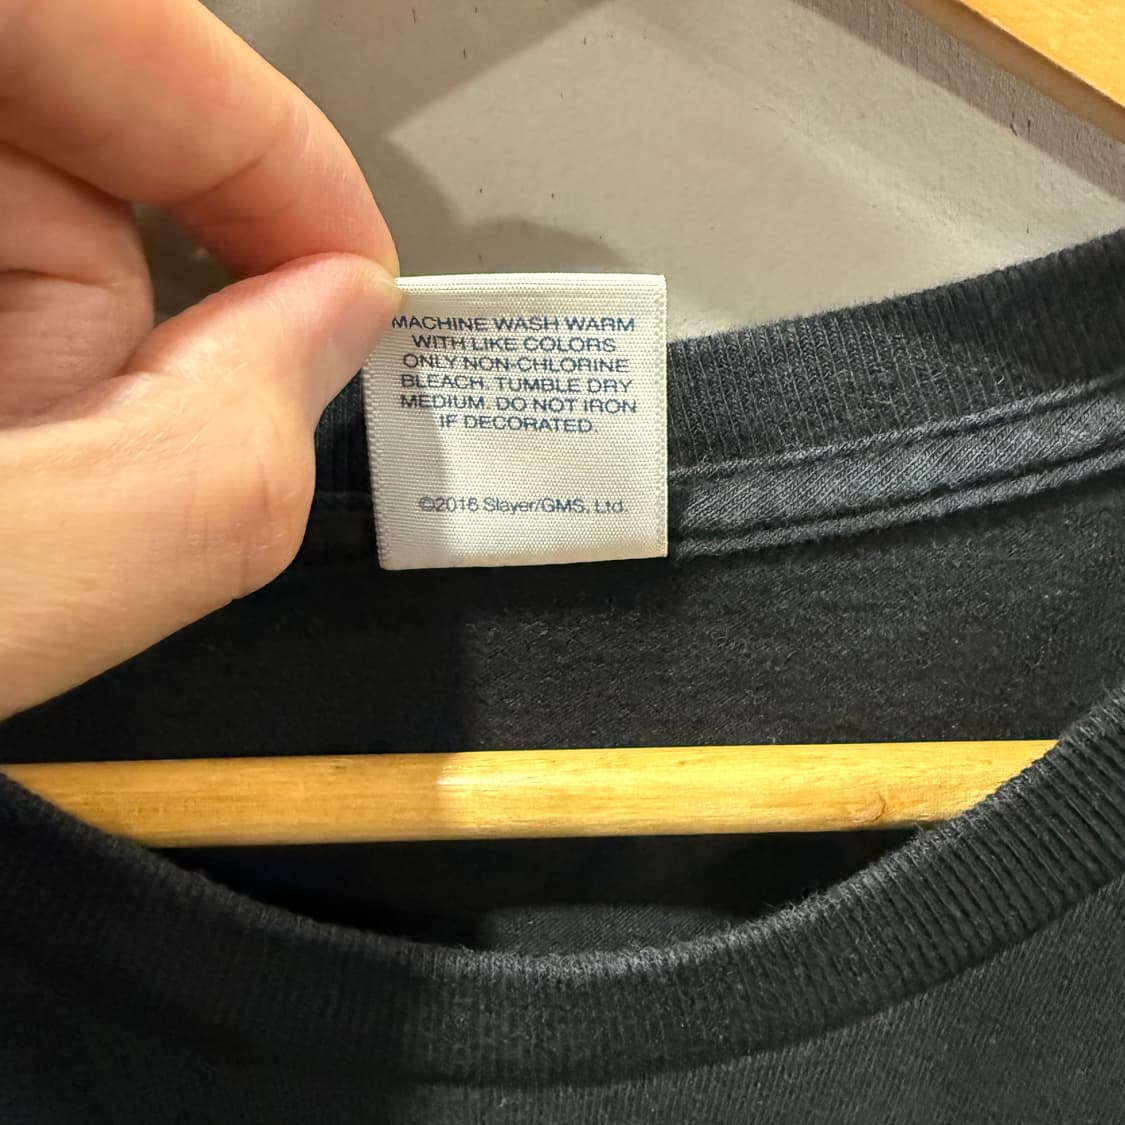 MACHINE WASH WARM
WITH LIKE COLORS
ONLY NON-CHLORINE
BLEACH. TUMBLE DRY
MEDIUM. DO NOT IRON
IF DECORATED.
©2016 Slayer/GMS, Ltd.